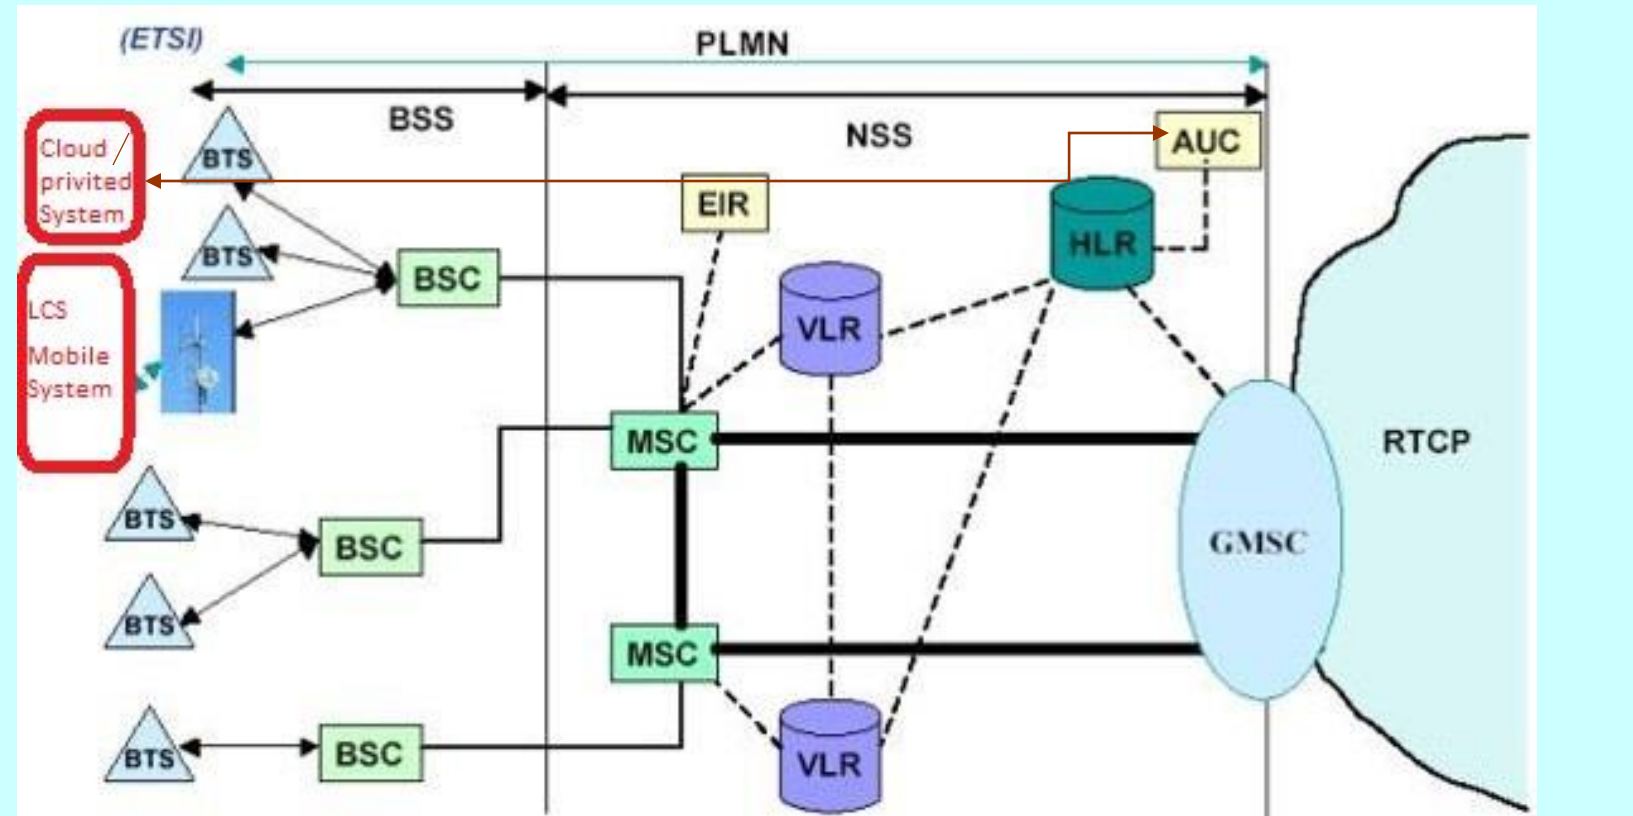 (ETSI)
PLMN
BSS
NSS
Cloud /
privited
System
BTS
AUC
EIR
BTS
HLR
BSC
LCS
Mobile
System
VLR
MSC
RTCP
BTS
BSC
GMSC
BTS
MSC
BTS
BSC
VLR